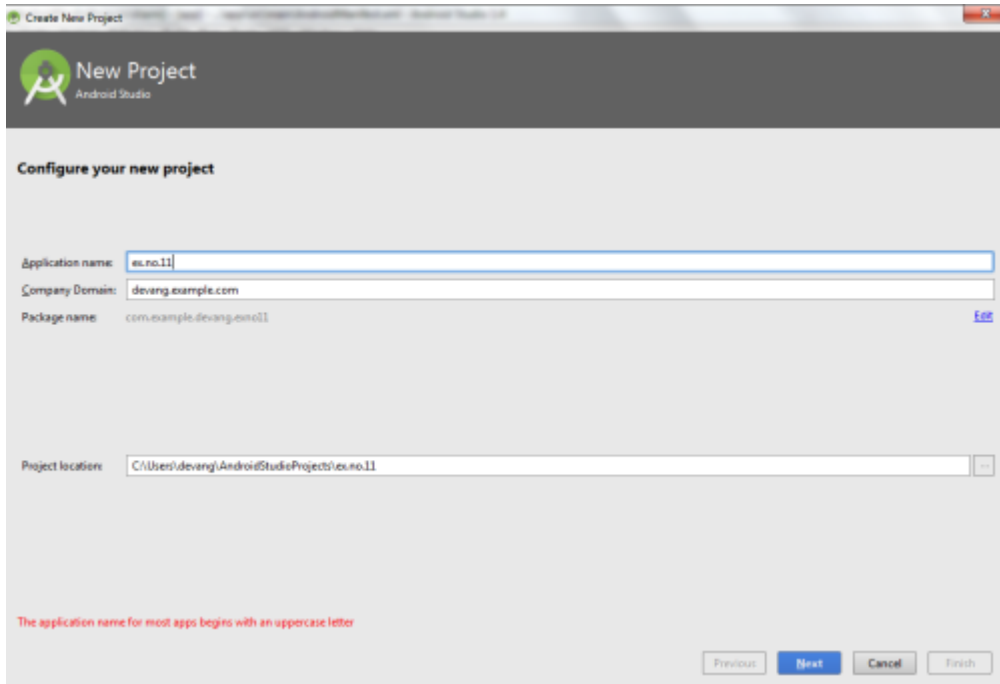 Create New Project
New Project
Android Studio
Configure your new project
Application name: ex.no.11
Company Domain: devang.example.com
Package name: com.example.devang.exno11
Edit
Project location: C:\Users\devang\AndroidStudioProjects\ex.no.11
...
The application name for most apps begins with an uppercase letter
Previous Next Cancel Finish